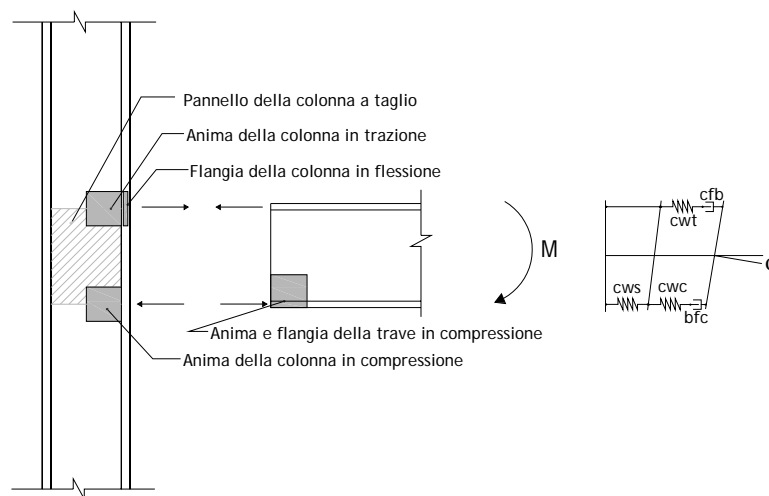 Pannello della colonna a taglio
Anima della colonna in trazione
Flangia della colonna in flessione
M
cfb
cwt
cws
cwc
bfc
Anima e flangia della trave in compressione
Anima della colonna in compressione